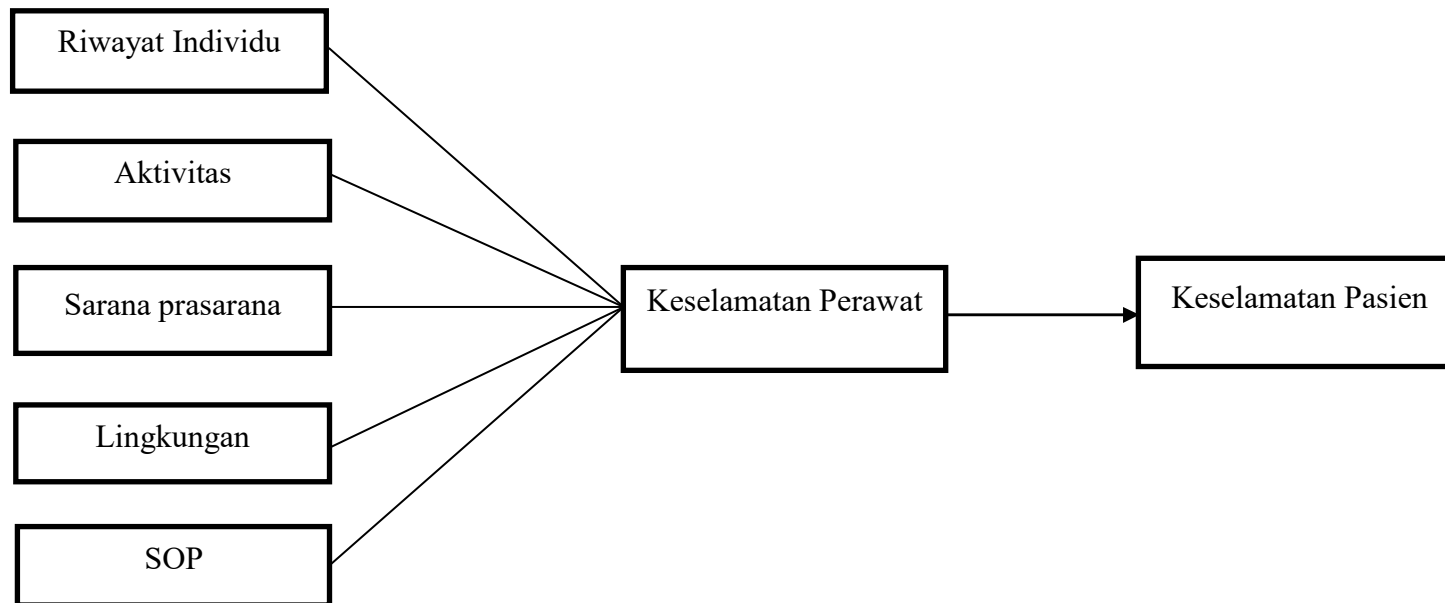 Riwayat Individu
Aktivitas
Sarana prasarana
Lingkungan
SOP
Keselamatan Perawat
Keselamatan Pasien